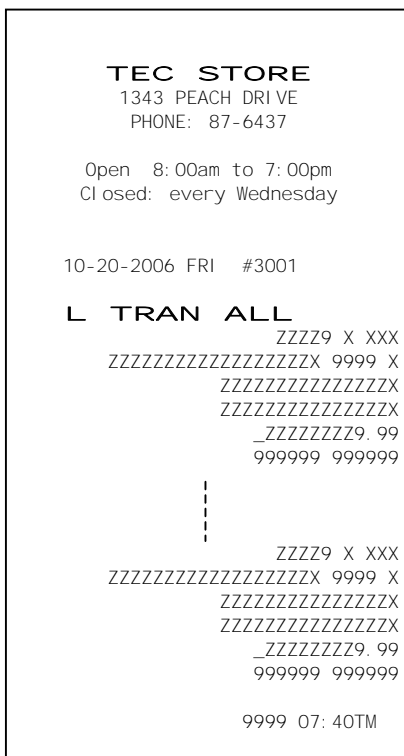 TEC STORE
1343 PEACH DRIVE
PHONE: 87-6437
Open 8:00am to 7:00pm
Closed: every Wednesday
10-20-2006 FRI #3001
L TRAN ALL
ZZZZ9 X XXX
ZZZZZZZZZZZZZZZZZZX 9999 X
ZZZZZZZZZZZZZZZX
ZZZZZZZZZZZZZZZX
_ZZZZZZZZ9.99
999999 999999
ZZZZ9 X XXX
ZZZZZZZZZZZZZZZZZZX 9999 X
ZZZZZZZZZZZZZZZX
ZZZZZZZZZZZZZZZX
_ZZZZZZZZ9.99
999999 999999
9999 07:40TM